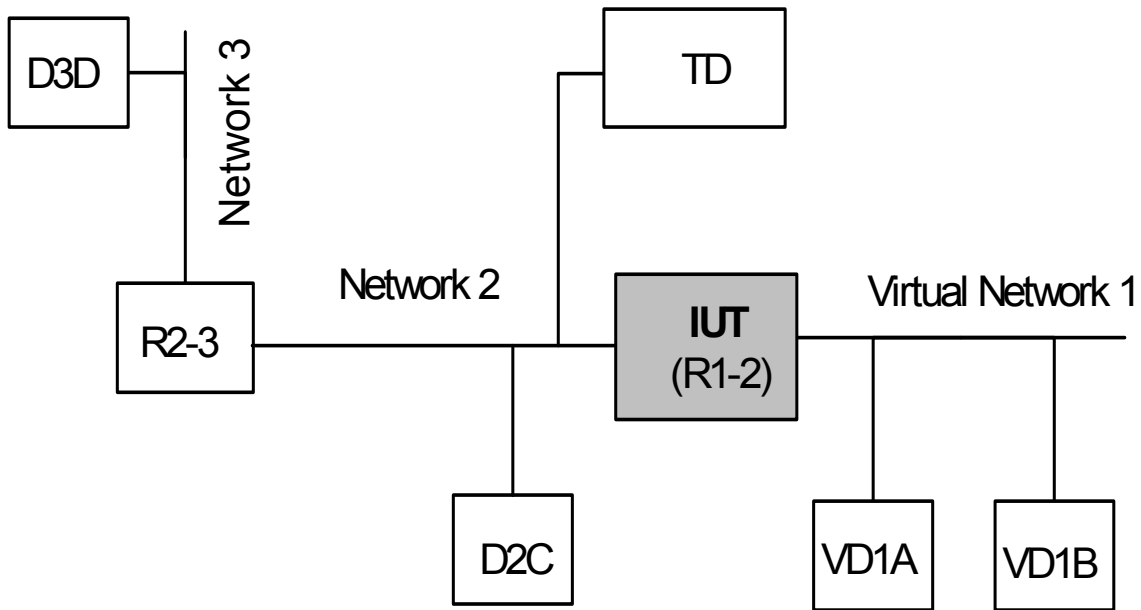 D3D
Network 3
TD
Network 2
Virtual Network 1
R2-3
IUT
(R1-2)
D2C
VD1A
VD1B